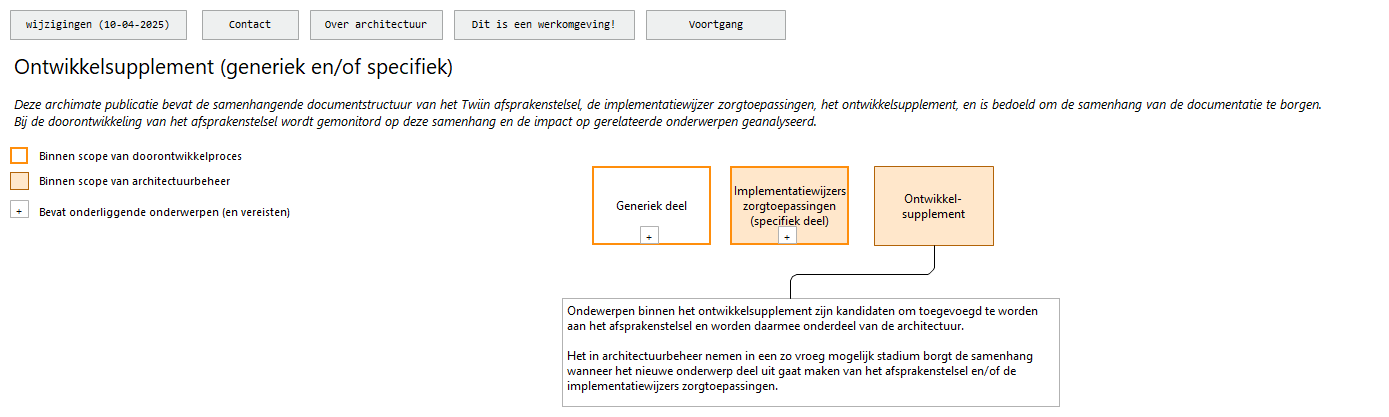 wijzigingen (10-04-2025)
Contact
Over architectuur
Dit is een werkomgeving!
Voortgang
Ontwikkelsupplement (generiek en/of specifiek)
Deze archimate publicatie bevat de samenhangende documentstructuur van het Twiin afsprakenstelsel, de implementatiewijzer zorgtoepassingen, het ontwikkelsupplement, en is bedoeld om de samenhang van de documentatie te borgen.
Bij de doorontwikkeling van het afsprakenstelsel wordt gemonitord op deze samenhang en de impact op gerelateerde onderwerpen geanalyseerd.
Binnen scope van doorontwikkelproces
Binnen scope van architectuurbeheer
+ Bevat onderliggende onderwerpen (en vereisten)
Generiek deel
+
Implementatiewijzers
zorgtoepassingen
(specifiek deel)
+
Ontwikkel-
supplement
Ondewerpen binnen het ontwikkelsupplement zijn kandidaten om toegevoegd te worden
aan het afsprakenstelsel en worden daarmee onderdeel van de architectuur.
Het in architectuurbeheer nemen in een zo vroeg mogelijk stadium borgt de samenhang
wanneer het nieuwe onderwerp deel uit gaat maken van het afsprakenstelsel en/of de
implementatiewijzers zorgtoepassingen.